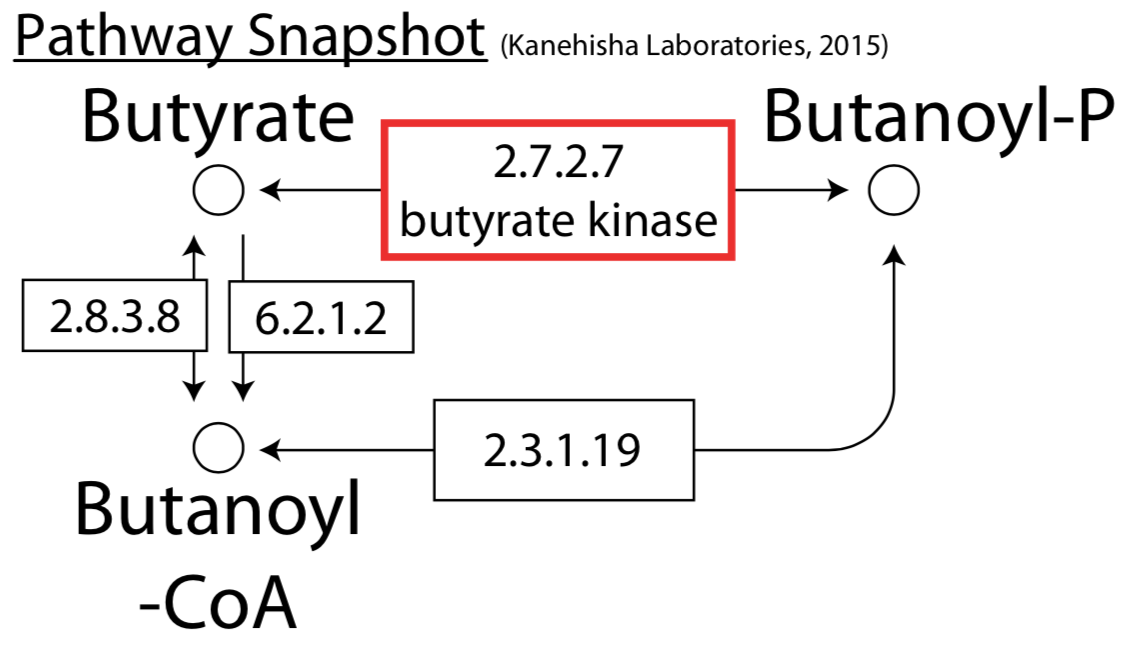 Pathway Snapshot (Kanehisha Laboratories, 2015)
Butyrate
Butanoyl-P
2.7.2.7
butyrate kinase
2.8.3.8
6.2.1.2
2.3.1.19
Butanoyl
-CoA